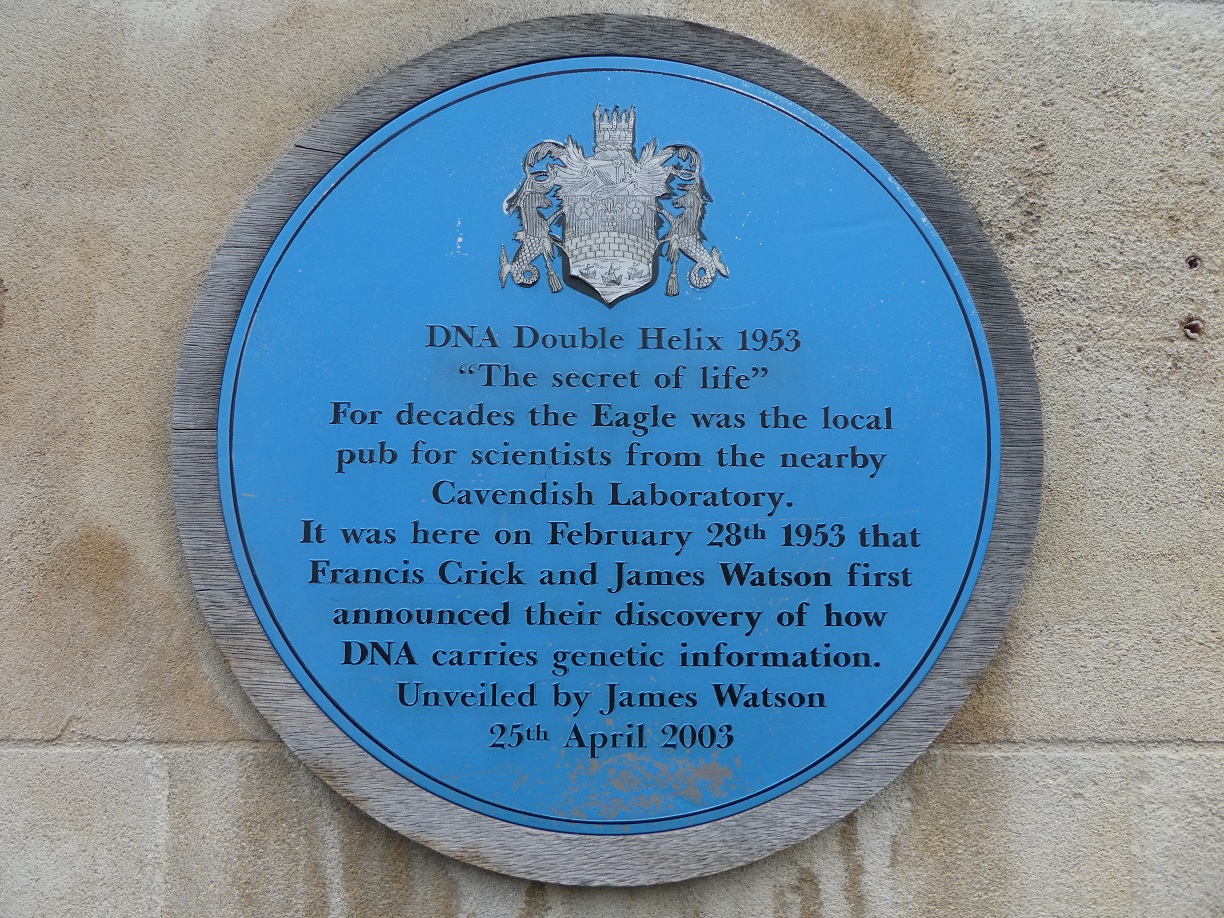 DNA Double Helix 1953
“The secret of life”
For decades the Eagle was the local
pub for scientists from the nearby
Cavendish Laboratory.
It was here on February 28th 1953 that
Francis Crick and James Watson first
announced their discovery of how
DNA carries genetic information.
Unveiled by James Watson
25th April 2003